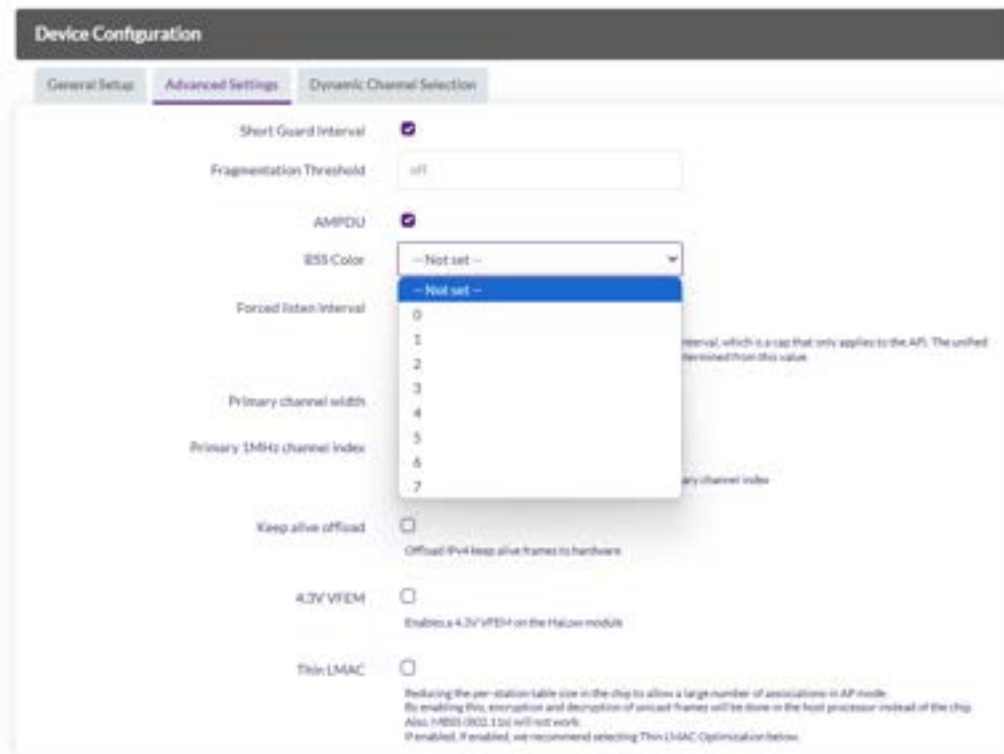 Device Configuration
General Setup Advanced Settings Dynamic Channel Selection
Short Guard Interval
Fragmentation Threshold off
AMPDU
BSS Color -- Not set --
-- Not set --
Forced listen interval
0
1
interval, which is a cap that only applies to the AP). The unified
2
determined from this value.
3
Primary channel width
4
5
Primary 1MHz channel index
6
ary channel index
7
Keep alive offload
Offload IPv4 keep alive frames to hardware
4.3V VFEM
Enables a 4.3V VFEM on the HaLow module
Thin LMAC
Reducing the per-station table size in the chip to allow a large number of associations in AP mode.
By enabling this, encryption and decryption of unicast frames will be done in the host processor instead of the chip.
Also, MBSS (802.11s) will not work.
If enabled, if enabled, we recommend selecting Thin LMAC Optimization below.